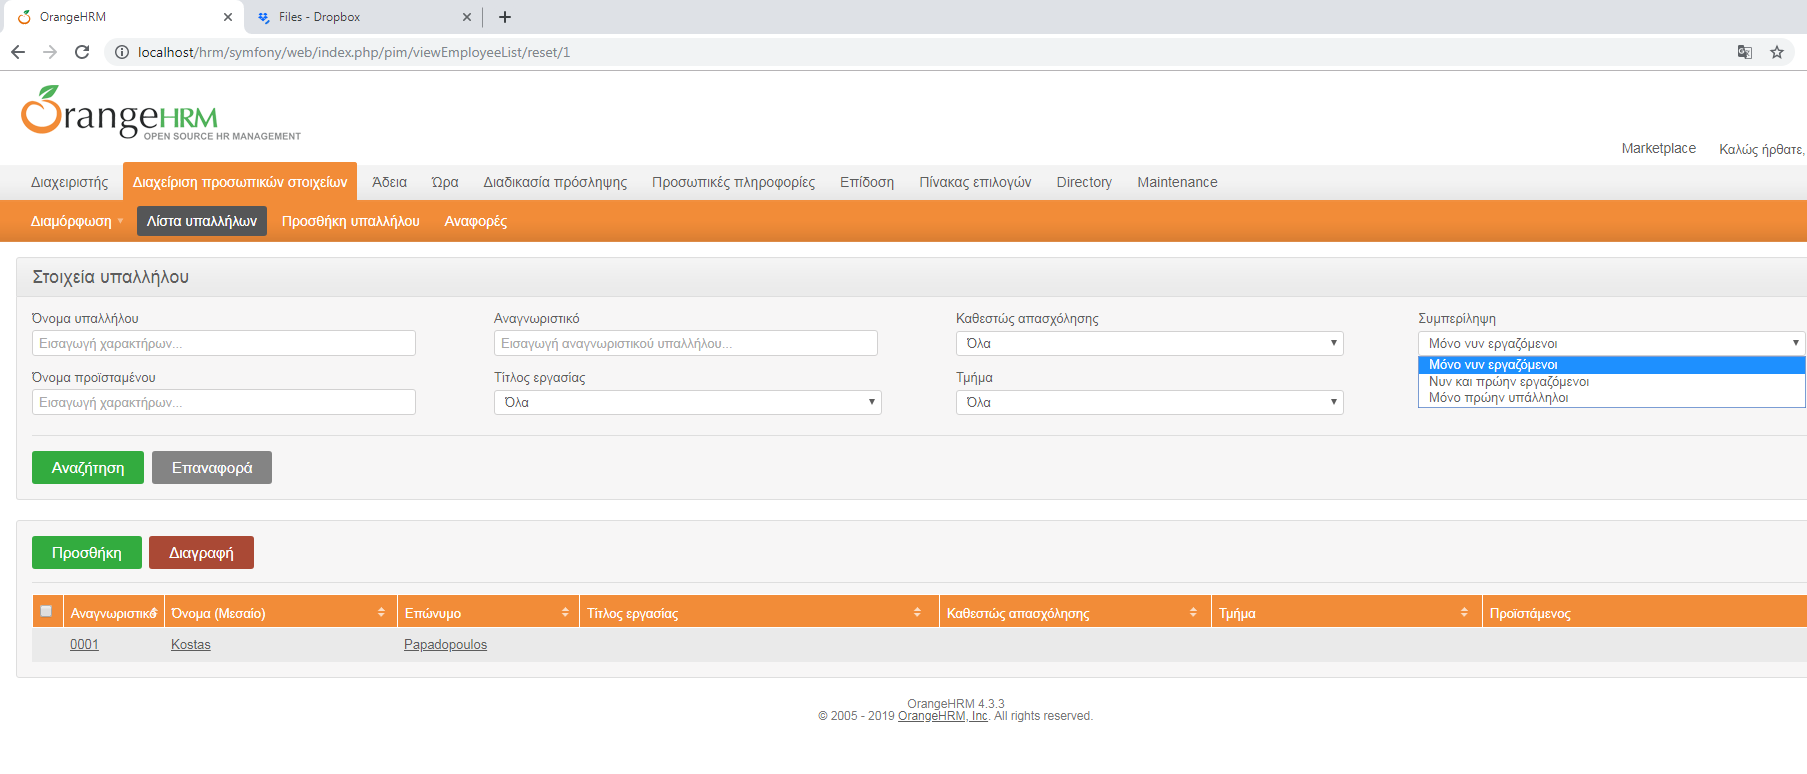 OrangeHRM
Files - Dropbox
localhost/hrm/symfony/web/index.php/pim/viewEmployeeList/reset/1
OrangeHRM
OPEN SOURCE HR MANAGEMENT
Marketplace Καλώς ήρθατε,
Διαχειριστής Διαχείριση προσωπικών στοιχείων Άδεια Ώρα Διαδικασία πρόσληψης Προσωπικές πληροφορίες Επίδοση Πίνακας επιλογών Directory Maintenance
Διαμόρφωση Λίστα υπαλλήλων Προσθήκη υπαλλήλου Αναφορές
Στοιχεία υπαλλήλου
Όνομα υπαλλήλου Αναγνωριστικό Καθεστώς απασχόλησης Συμπερίληψη
Εισαγωγή χαρακτήρων... Εισαγωγή αναγνωριστικού υπαλλήλου... Όλα Μόνο νυν εργαζόμενοι
Μόνο νυν εργαζόμενοι
Νυν και πρώην εργαζόμενοι
Μόνο πρώην υπάλληλοι
Όνομα προϊσταμένου Τίτλος εργασίας Τμήμα
Εισαγωγή χαρακτήρων... Όλα Όλα
Αναζήτηση Επαναφορά
Προσθήκη Διαγραφή
Αναγνωριστικό Όνομα (Μεσαίο) Επώνυμο Τίτλος εργασίας Καθεστώς απασχόλησης Τμήμα Προϊστάμενος
0001 Kostas Papadopoulos
OrangeHRM 4.3.3
© 2005 - 2019 OrangeHRM, Inc. All rights reserved.